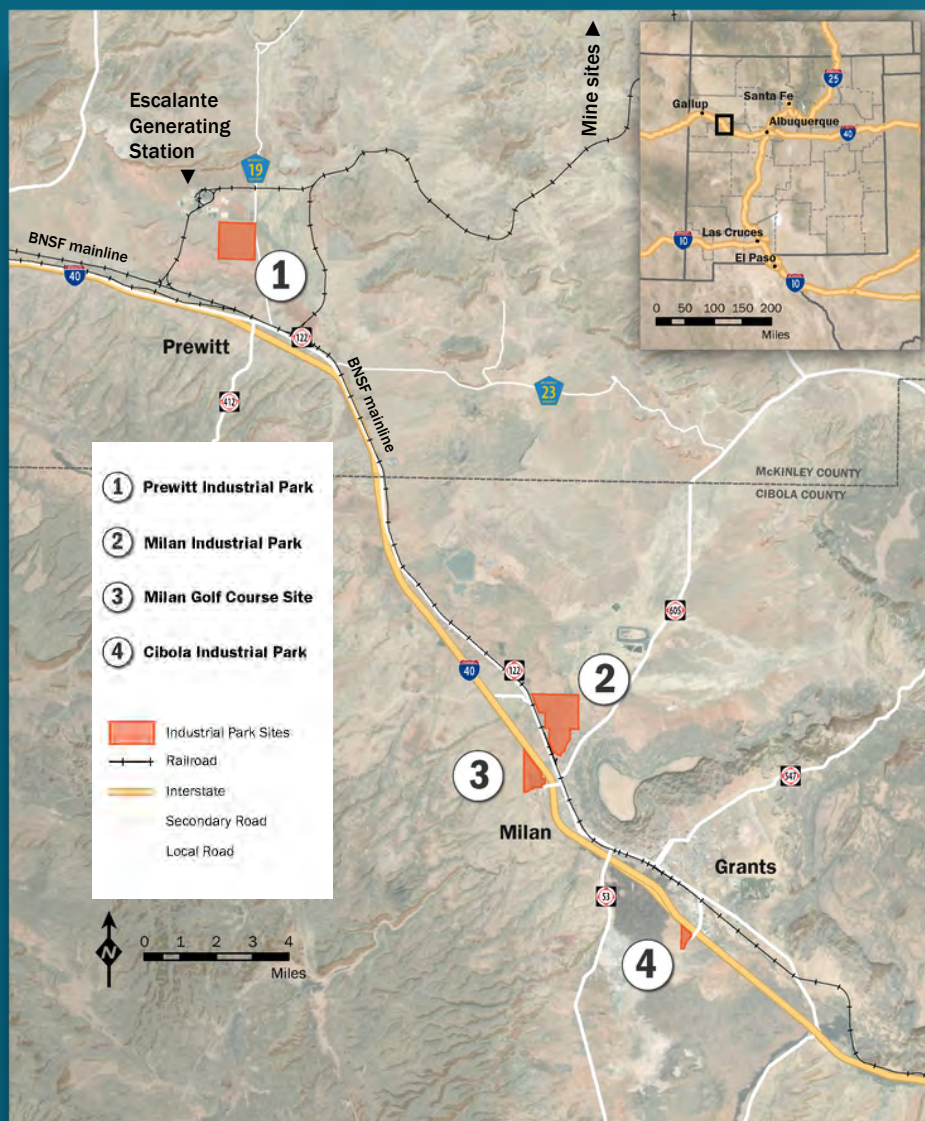 Mine sites
Escalante
Generating
Station
19
BNSF mainline
40
1
Prewitt
122
BNSF mainline
412
23
25
Santa Fe
Gallup
Albuquerque
40
Las Cruces
10
El Paso
10
0 50 100 150 200
Miles
McKINLEY COUNTY
CIBOLA COUNTY
1 Prewitt Industrial Park
2 Milan Industrial Park
3 Milan Golf Course Site
4 Cibola Industrial Park
Industrial Park Sites
Railroad
Interstate
Secondary Road
Local Road
605
122
40
2
3
547
Milan
Grants
53
4
N
0 1 2 3 4
Miles